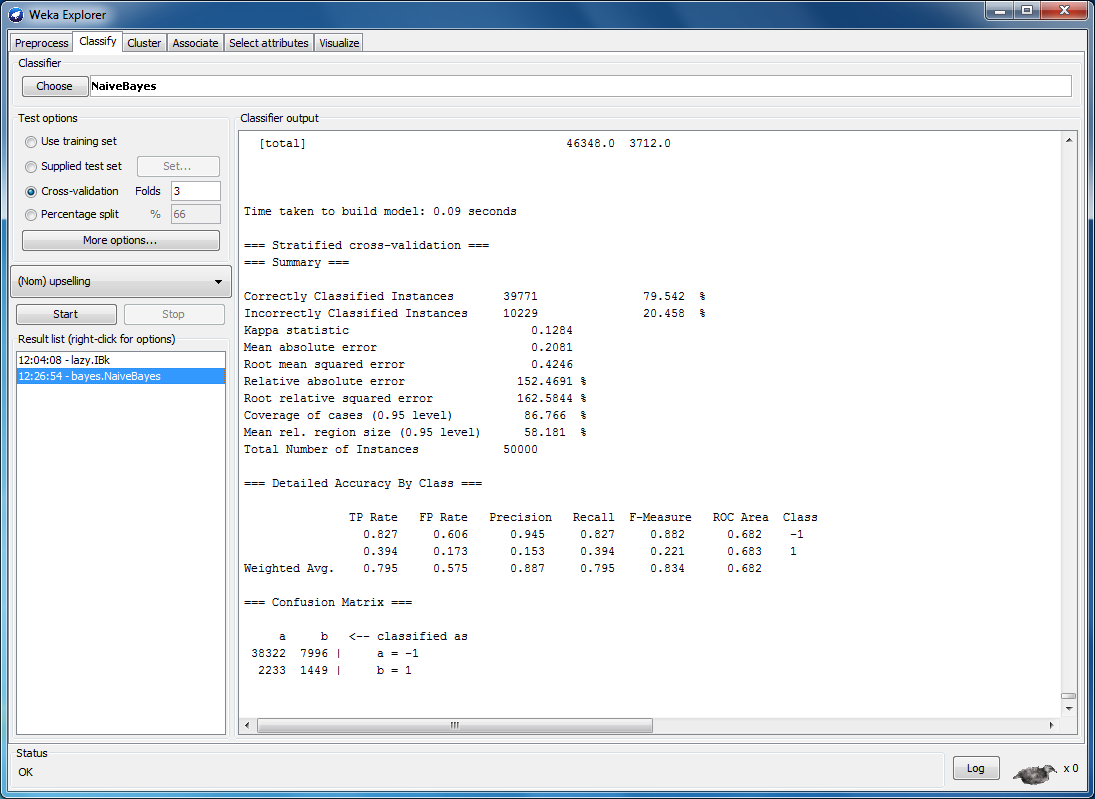 Weka Explorer
Preprocess Classify Cluster Associate Select attributes Visualize
Classifier
Choose NaiveBayes
Test options
Use training set
Supplied test set Set...
Cross-validation Folds 3
Percentage split % 66
More options...
(Nom) upselling
Start Stop
Result list (right-click for options)
12:04:08 - lazy.IBk
12:26:54 - bayes.NaiveBayes
Classifier output
[total] 46348.0 3712.0
Time taken to build model: 0.09 seconds
=== Stratified cross-validation ===
=== Summary ===
Correctly Classified Instances 39771 79.542 %
Incorrectly Classified Instances 10229 20.458 %
Kappa statistic 0.1284
Mean absolute error 0.2081
Root mean squared error 0.4246
Relative absolute error 152.4691 %
Root relative squared error 162.5844 %
Coverage of cases (0.95 level) 86.766 %
Mean rel. region size (0.95 level) 58.181 %
Total Number of Instances 50000
=== Detailed Accuracy By Class ===
TP Rate FP Rate Precision Recall F-Measure ROC Area Class
0.827 0.606 0.945 0.827 0.882 0.682 -1
0.394 0.173 0.153 0.394 0.221 0.683 1
Weighted Avg. 0.795 0.575 0.887 0.795 0.834 0.682
=== Confusion Matrix ===
a b <-- classified as
38322 7996 | a = -1
2233 1449 | b = 1
Status
OK
Log x 0